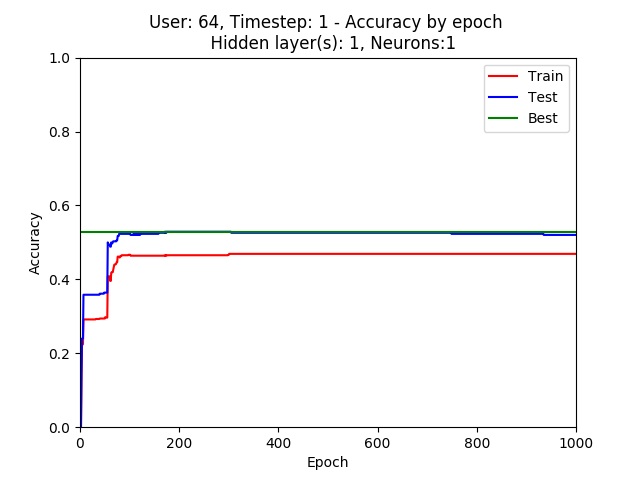 User: 64, Timestep: 1 - Accuracy by epoch
Hidden layer(s): 1, Neurons:1
Train
Test
Best
1.0
0.8
0.6
0.4
0.2
0.0
Accuracy
0 200 400 600 800 1000
Epoch